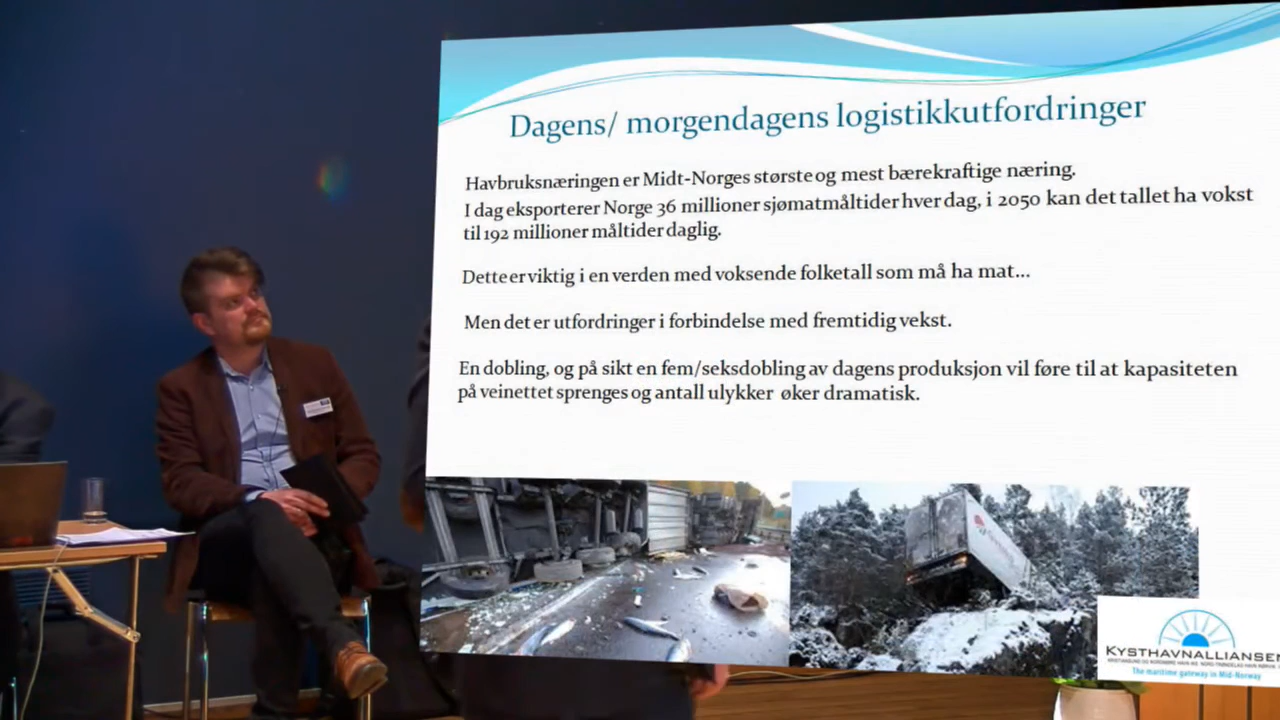 Dagens/ morgendagens logistikkutfordringer
Havbruksnæringen er Midt-Norges største og mest bærekraftige næring.
I dag eksporterer Norge 36 millioner sjømatmåltider hver dag, i 2050 kan det tallet ha vokst
til 192 millioner måltider daglig.
Dette er viktig i en verden med voksende folketall som må ha mat...
Men det er utfordringer i forbindelse med fremtidig vekst.
En dobling, og på sikt en fem/seksdobling av dagens produksjon vil føre til at kapasiteten
på veinettet sprenges og antall ulykker øker dramatisk.
KYSTHAVNALLIANSEN
The maritime gateway in Mid-Norway